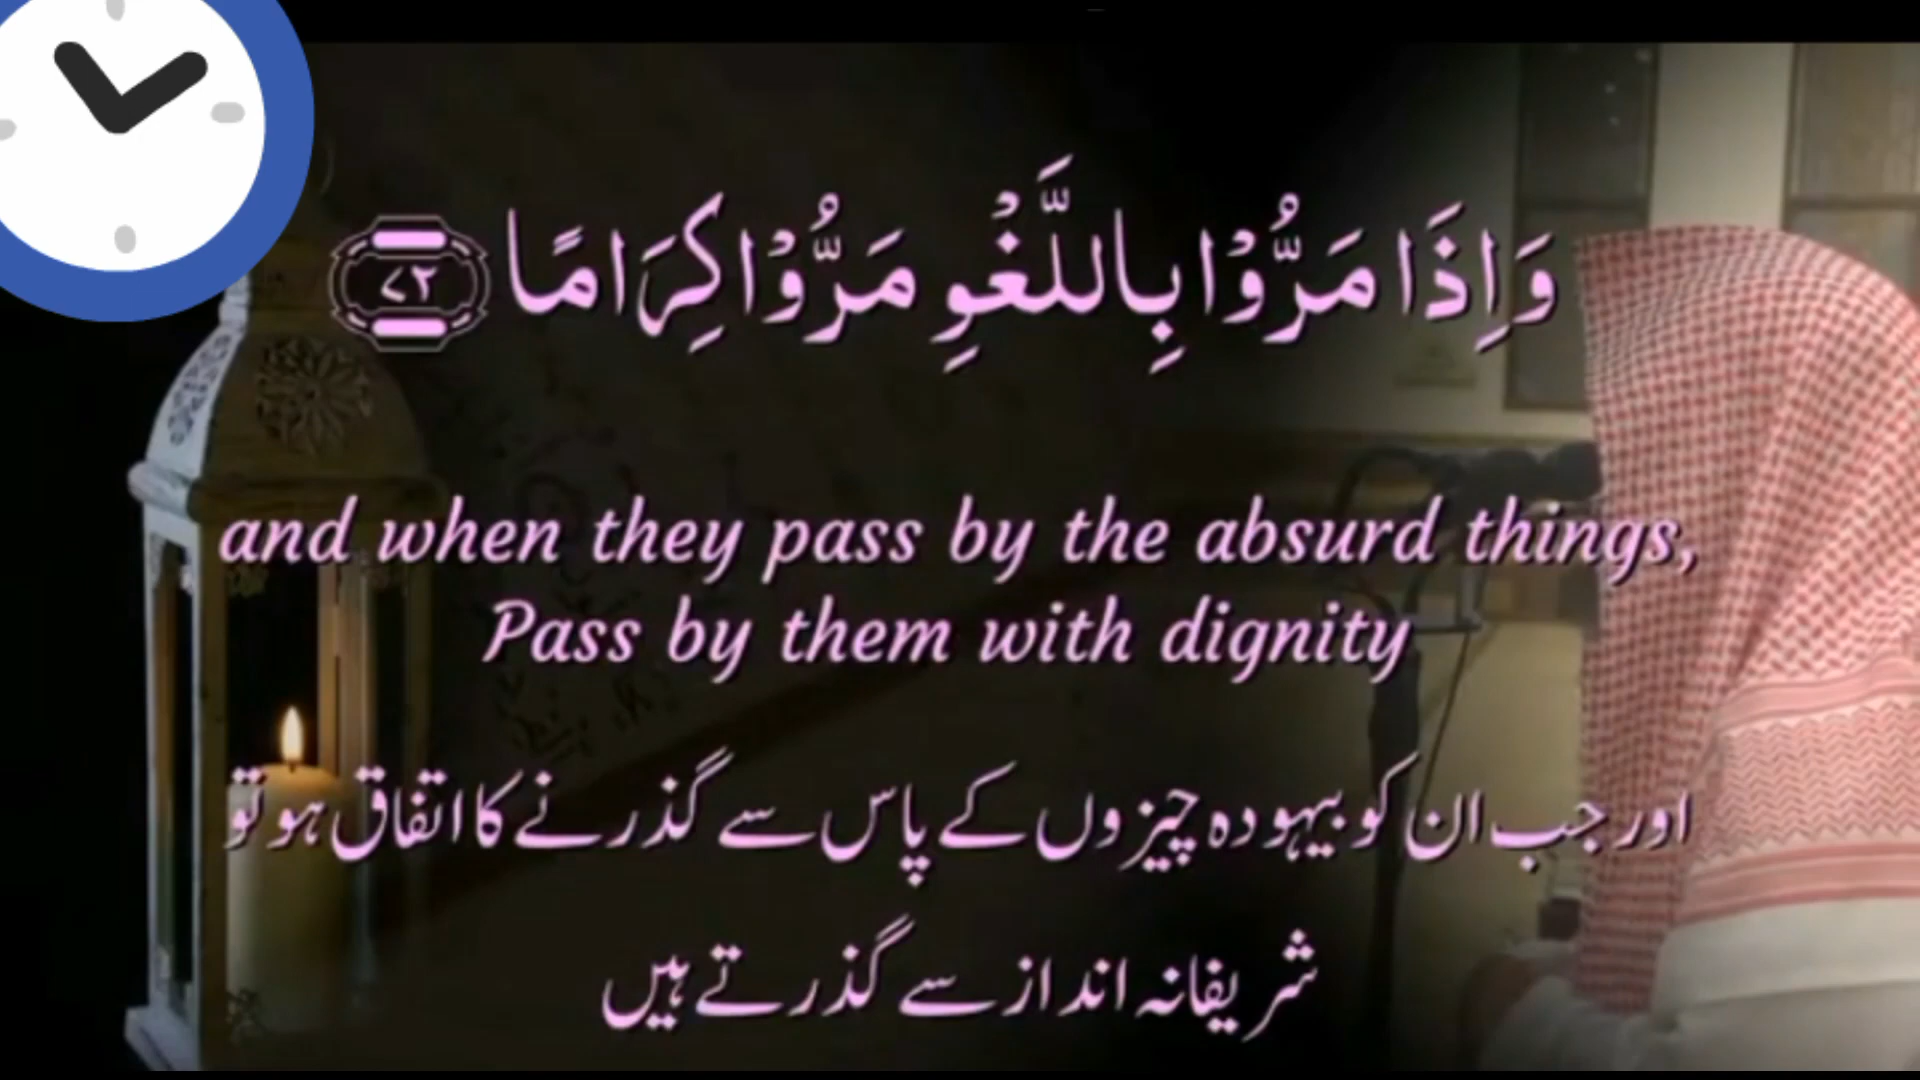 وَاِذَا مَرُّوْا بِاللَّغْوِ مَرُّوْا كِرَامًا ﴿۷۲﴾
and when they pass by the absurd things,
Pass by them with dignity
اور جب ان کو بیہودہ چیزوں کے پاس سے گذرنے کا اتفاق ہو تو
شریفانہ انداز سے گذرتے ہیں